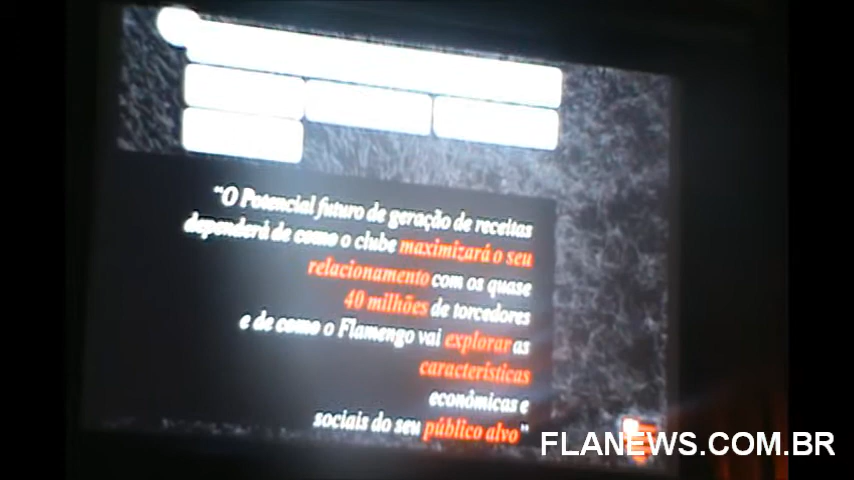 “O Potencial futuro de geração de receitas
dependerá de como o clube maximizará o seu
relacionamento com os quase
40 milhões de torcedores
e de como o Flamengo vai explorar as
características
econômicas e
sociais do seu público alvo”
FLANEWS.COM.BR